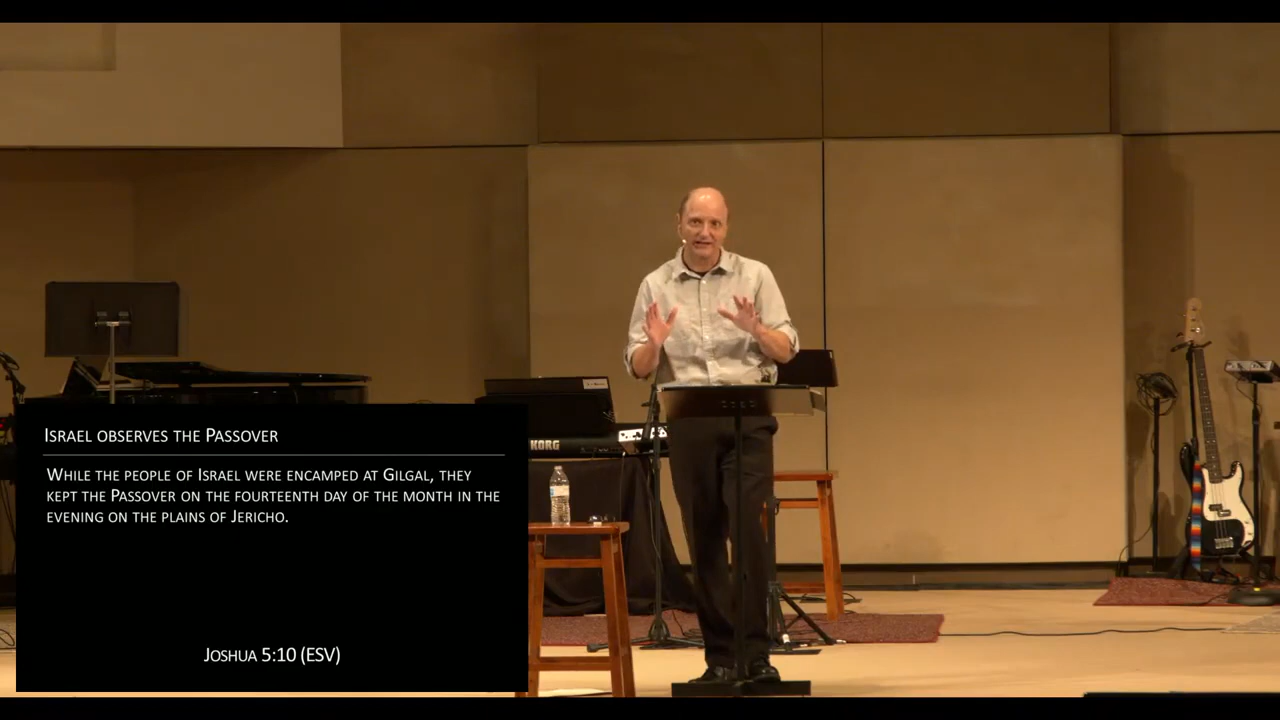 Israel observes the Passover
While the people of Israel were encamped at Gilgal, they
kept the Passover on the fourteenth day of the month in the
evening on the plains of Jericho.
Joshua 5:10 (ESV)
KORG